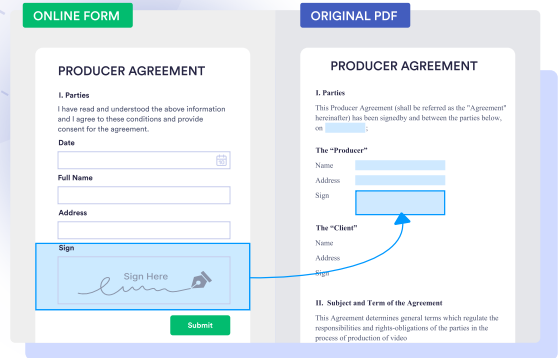 ONLINE FORM
PRODUCER AGREEMENT
I. Parties
I have read and understood the above information
and I agree to these conditions and provide
consent for the agreement.
Date
Full Name
Address
Sign
Sign Here
Submit
ORIGINAL PDF
PRODUCER AGREEMENT
I. Parties
This Producer Agreement (shall be referred as the "Agreement"
hereinafter) has been signedby and between the parties below,
on ;
The “Producer”
Name
Address
Sign
The “Client”
Name
Address
Sign
II. Subject and Term of the Agreement
This Agreement determines general terms which regulate the
responsibilities and rights-obligations of the parties in the
process of production of video